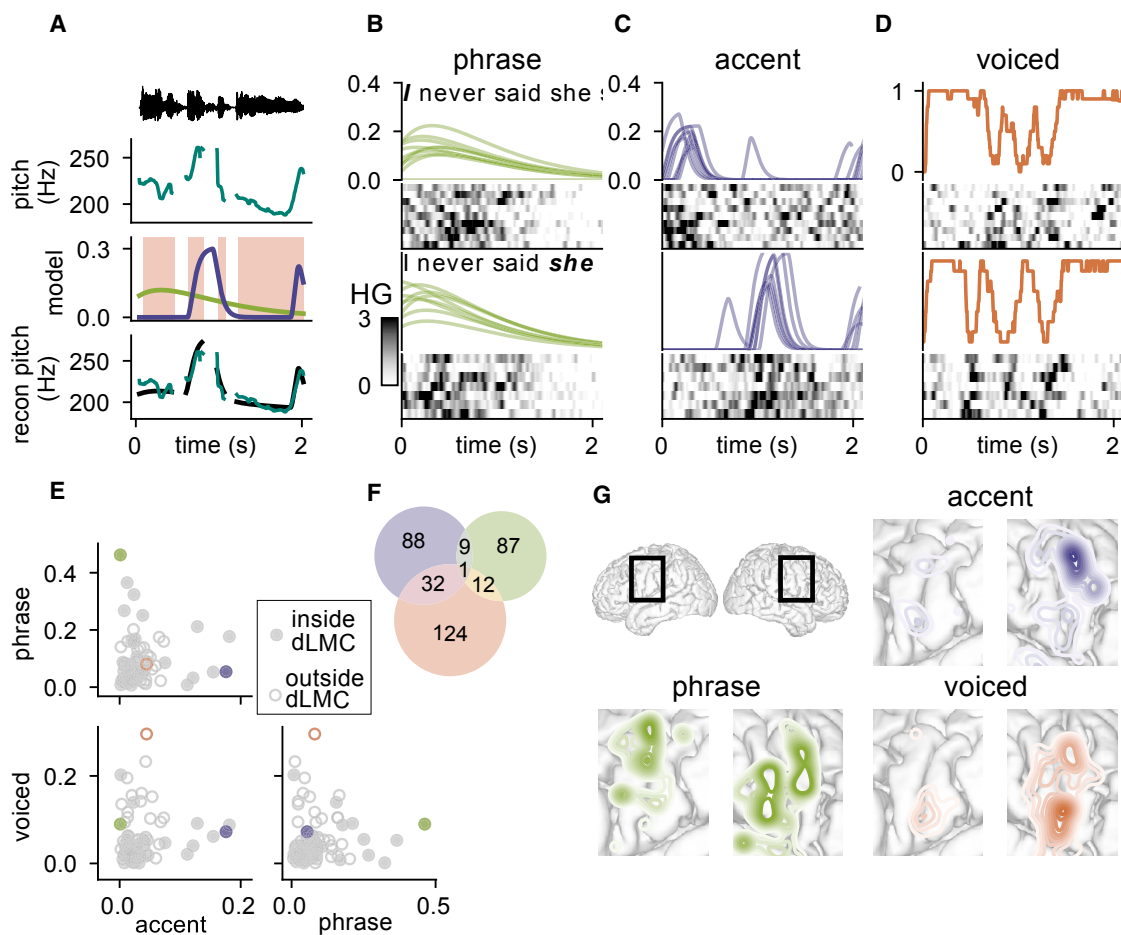 A
B
C
D
phrase
accent
voiced
pitch
(Hz)
250
200
model
0.3
0.0
recon pitch
(Hz)
250
200
0
1
2
time (s)
0.4
0.2
0.0
I never said she s
I never said she
HG
3
0
0
2
time (s)
0.4
0.2
0.0
0
2
time (s)
1
0
0
2
time (s)
E
F
G
phrase
0.4
0.2
0.0
inside
dLMC
outside
dLMC
voiced
0.2
0.0
0.0
0.2
accent
0.0
0.5
phrase
88
9
87
1
32
12
124
accent
phrase
voiced